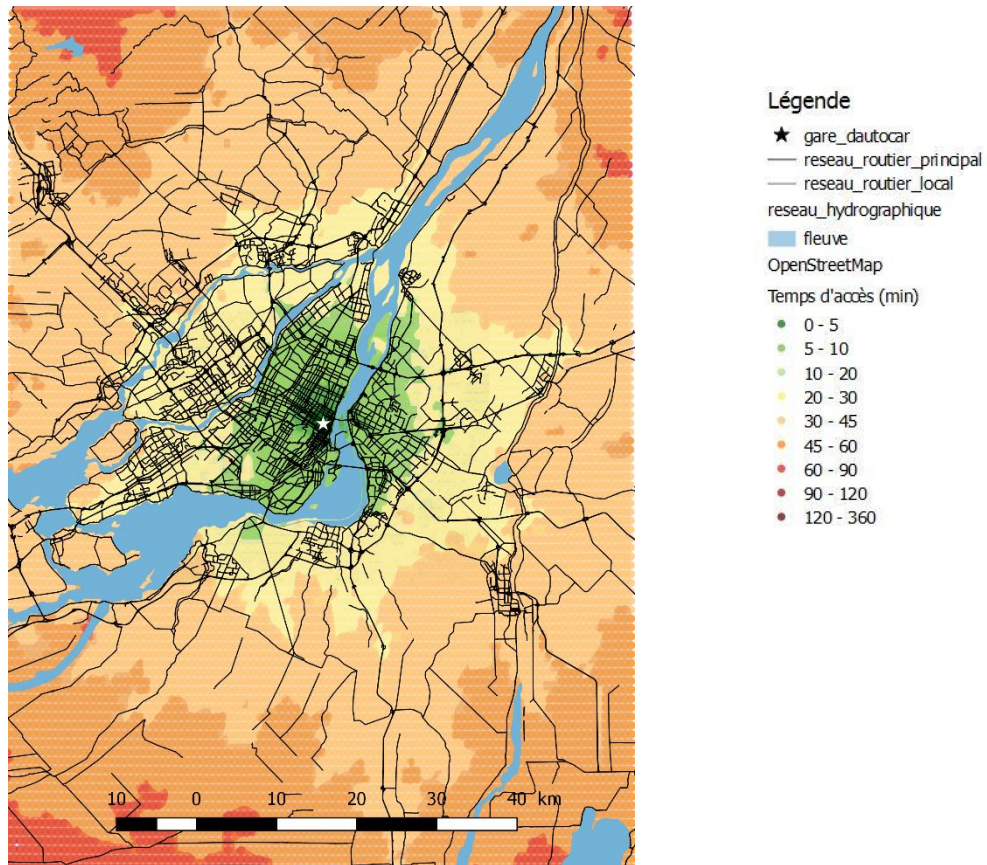 Légende
gare_dautocar
reseau_routier_principal
reseau_routier_local
reseau_hydrographique
fleuve
OpenStreetMap
Temps d'accès (min)
0 - 5
5 - 10
10 - 20
20 - 30
30 - 45
45 - 60
60 - 90
90 - 120
120 - 360
10 0 10 20 30 40 km